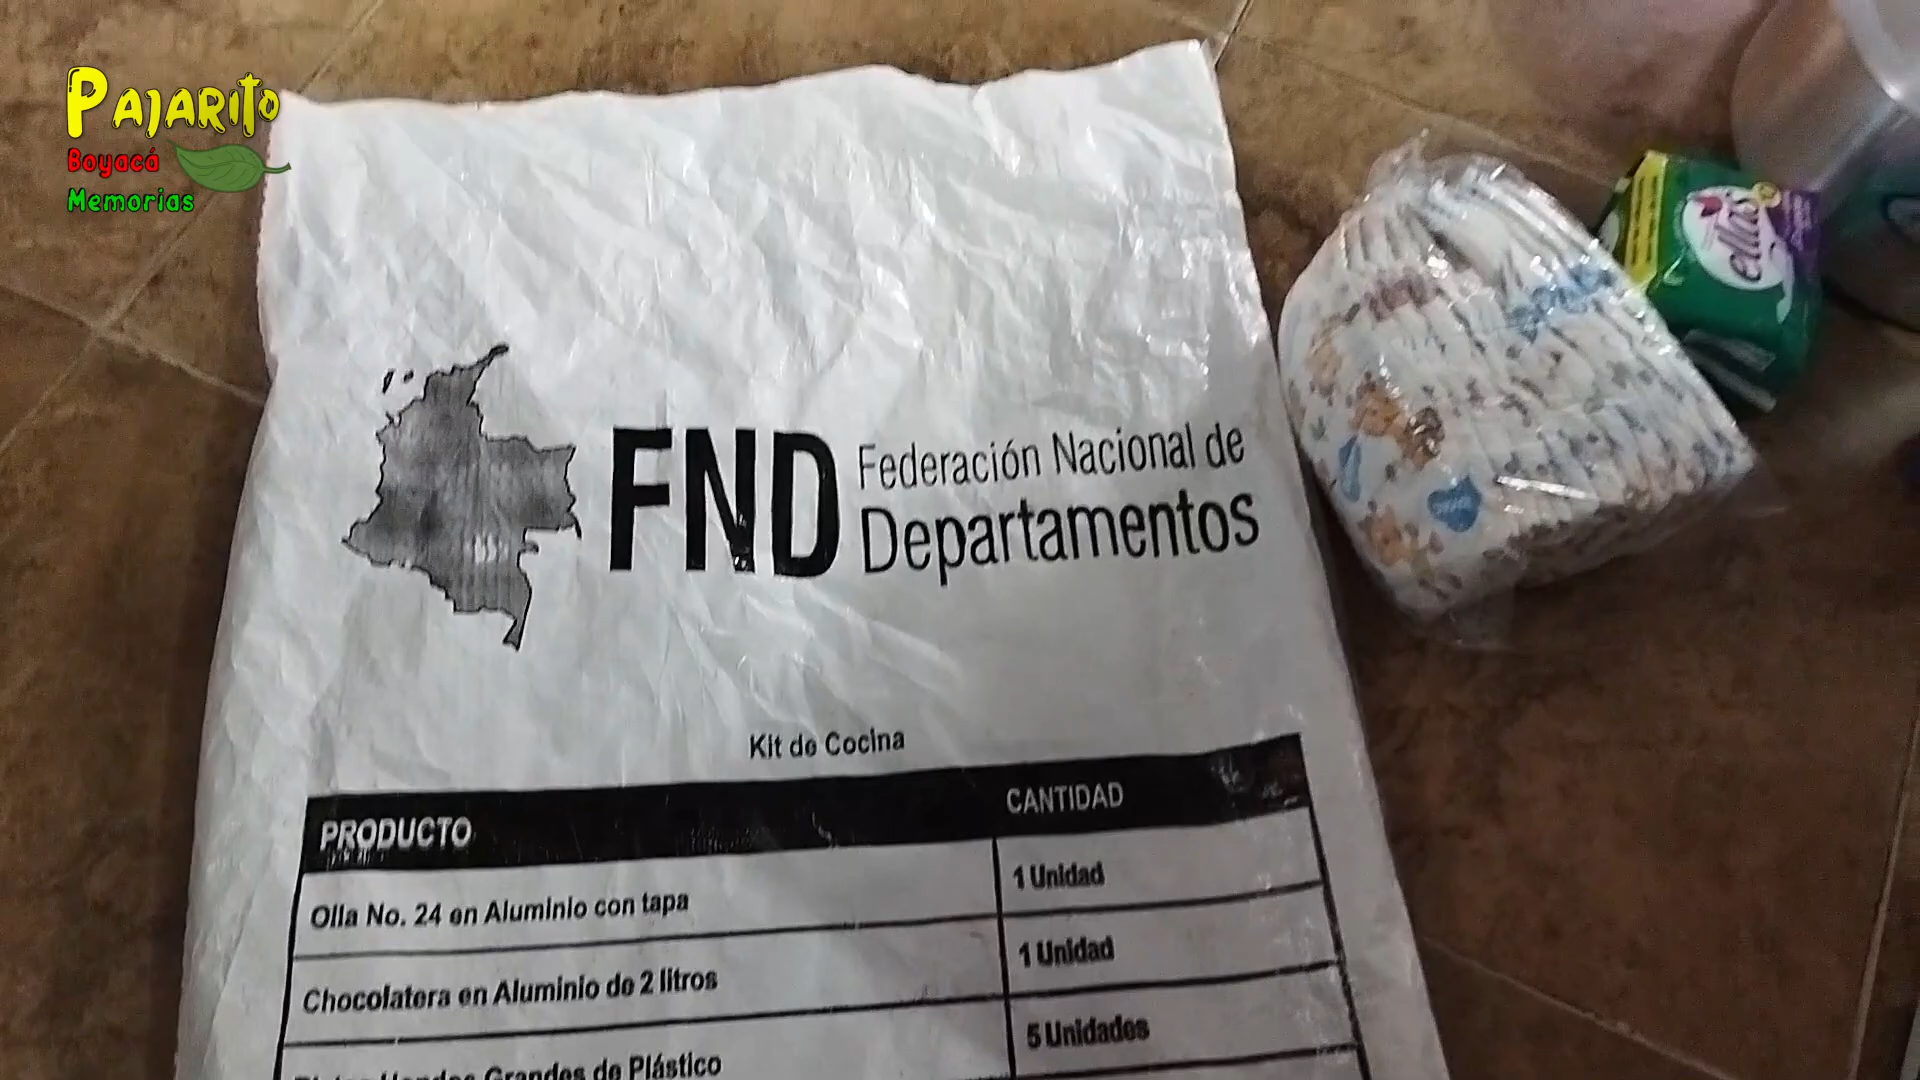 PAJARITO
Boyacá
Memorias
FND Federación Nacional de
Departamentos
ellas
Kit de Cocina
PRODUCTO CANTIDAD
Olla No. 24 en Aluminio con tapa 1 Unidad
Chocolatera en Aluminio de 2 litros 1 Unidad
Grandes de Plástico 5 Unidades